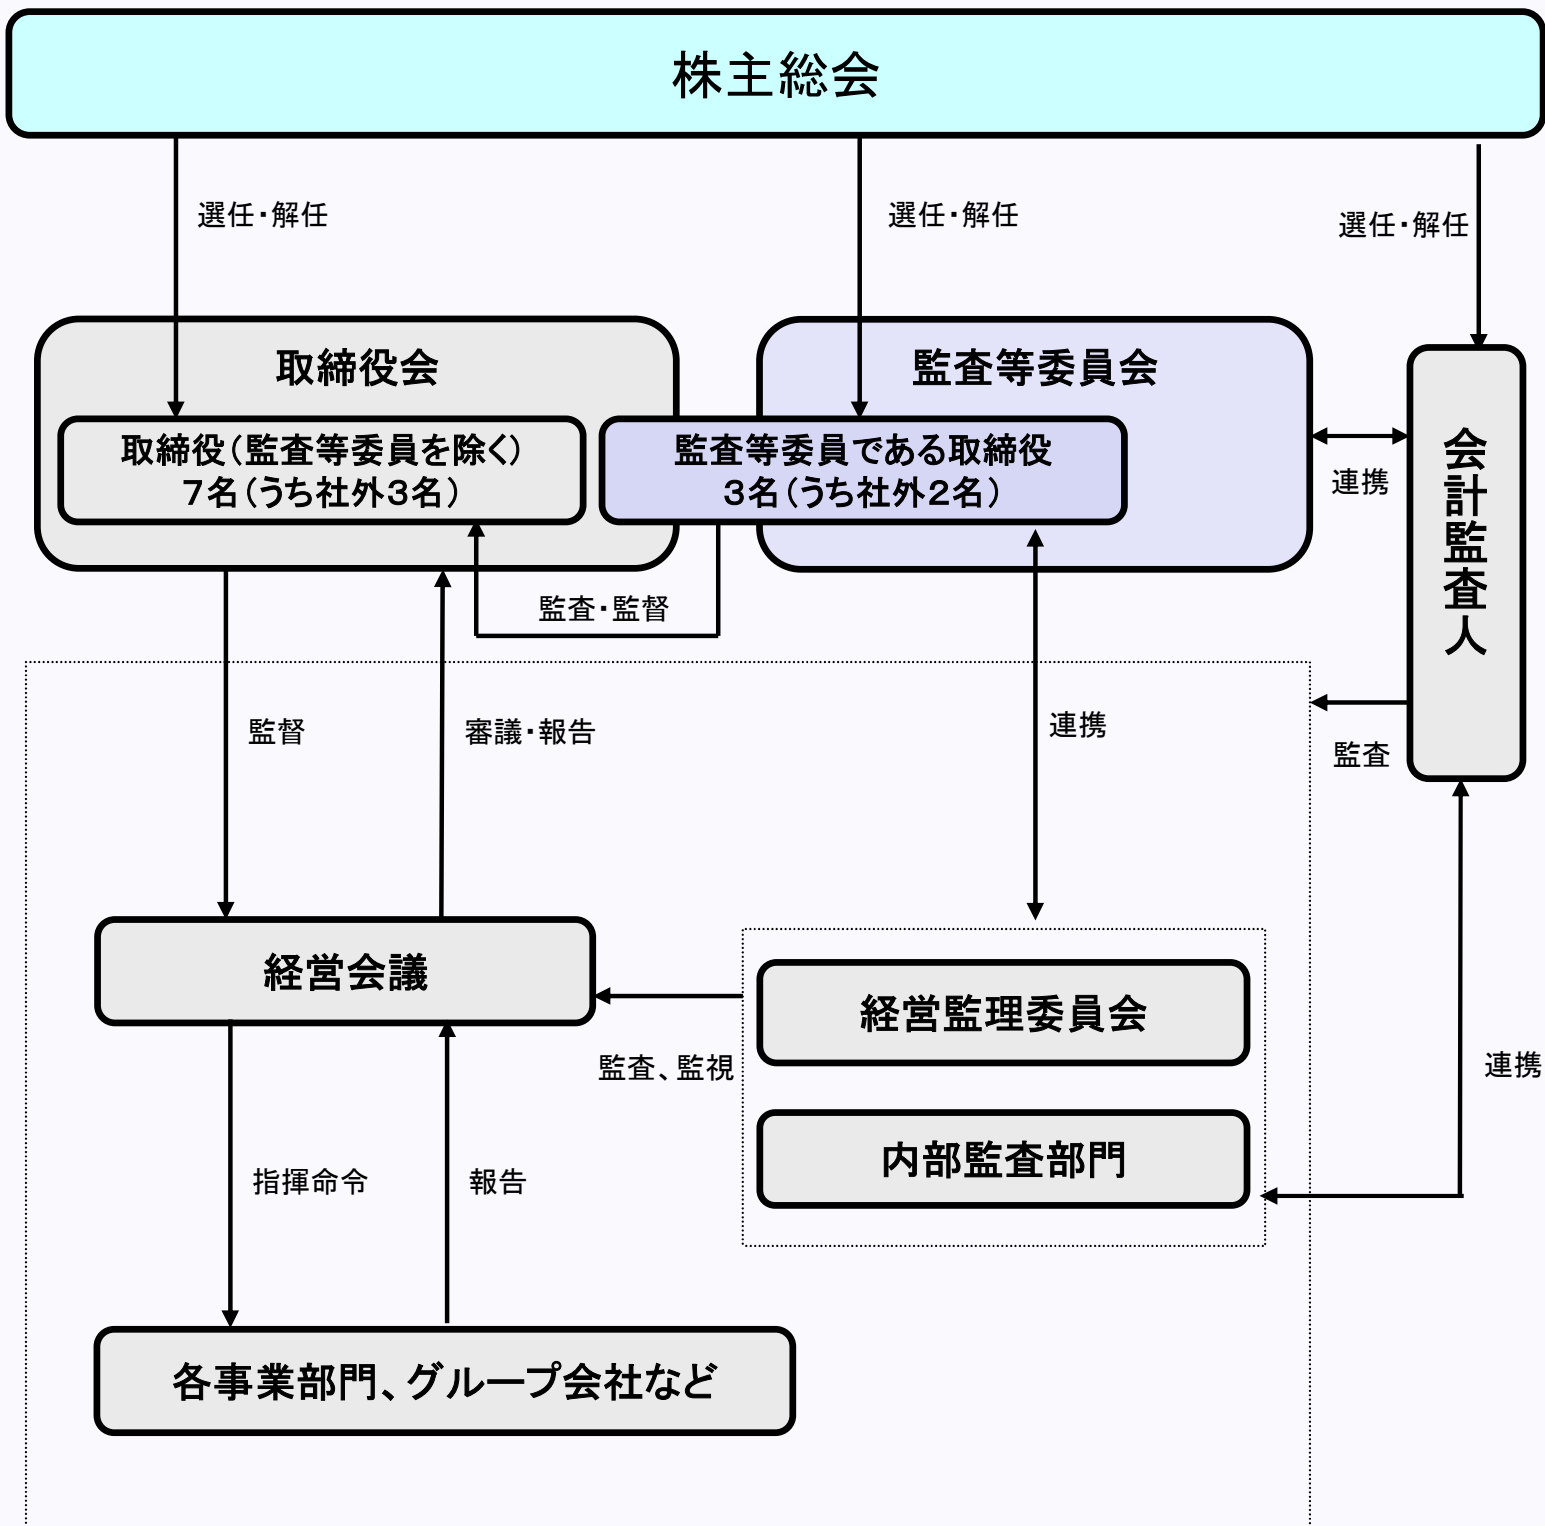 株主総会
選任・解任
選任・解任
選任・解任
取締役会
監査等委員会
取締役（監査等委員を除く）
７名（うち社外３名）
監査等委員である取締役
３名（うち社外２名）
会計監査人
連携
監査・監督
監督
審議・報告
連携
監査
経営会議
経営監理委員会
監査、監視
連携
内部監査部門
指揮命令
報告
各事業部門、グループ会社など